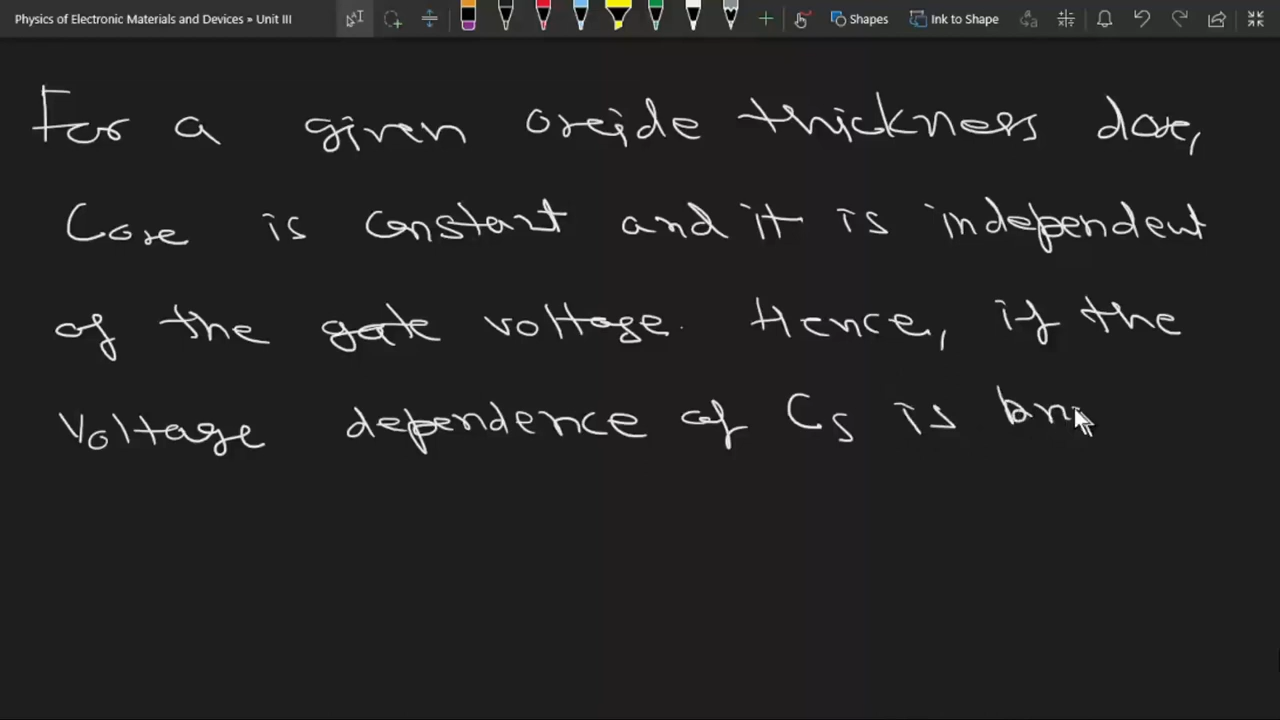 Physics of Electronic Materials and Devices » Unit III
Shapes
Ink to Shape
For a given oxide thickness dox,
Cox is constant and it is independent
of the gate voltage. Hence, if the
voltage dependence of Cs is